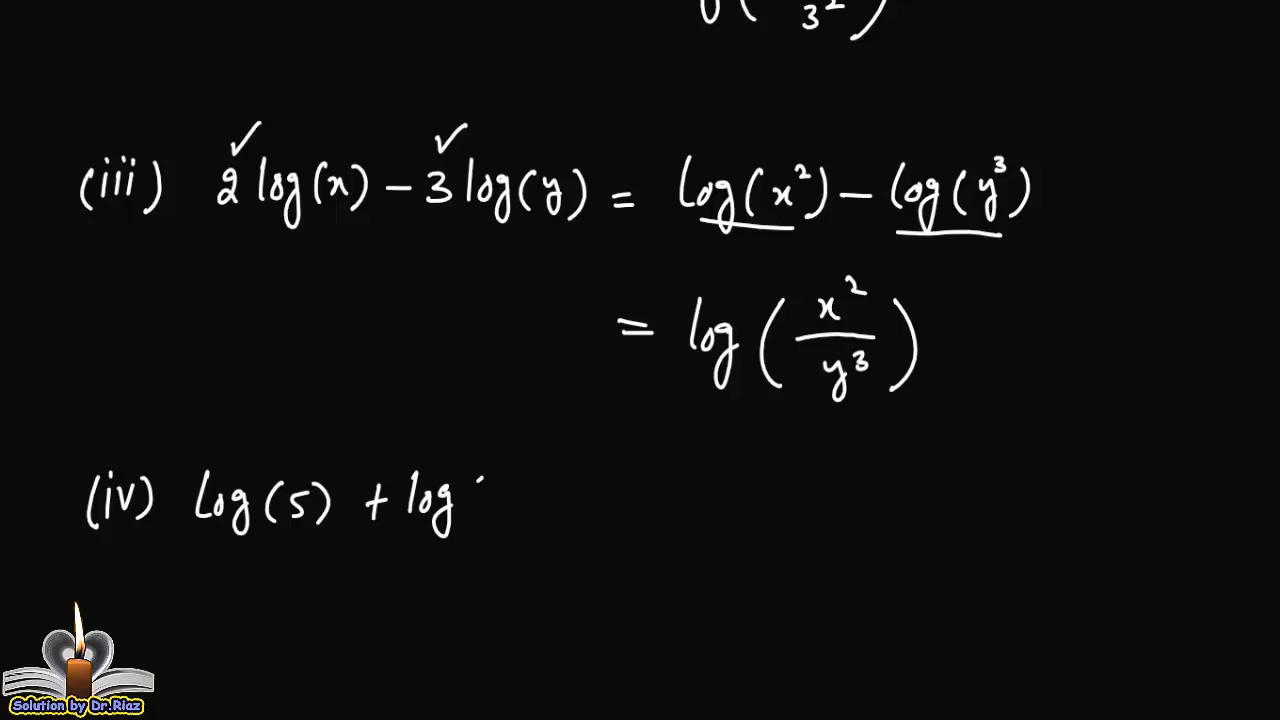 3²)
(iii) 2 log(x) - 3 log(y) = log(x²) - log(y³)
= log(x²/y³)
(iv) log(5) + log
Solution by Dr.Riaz